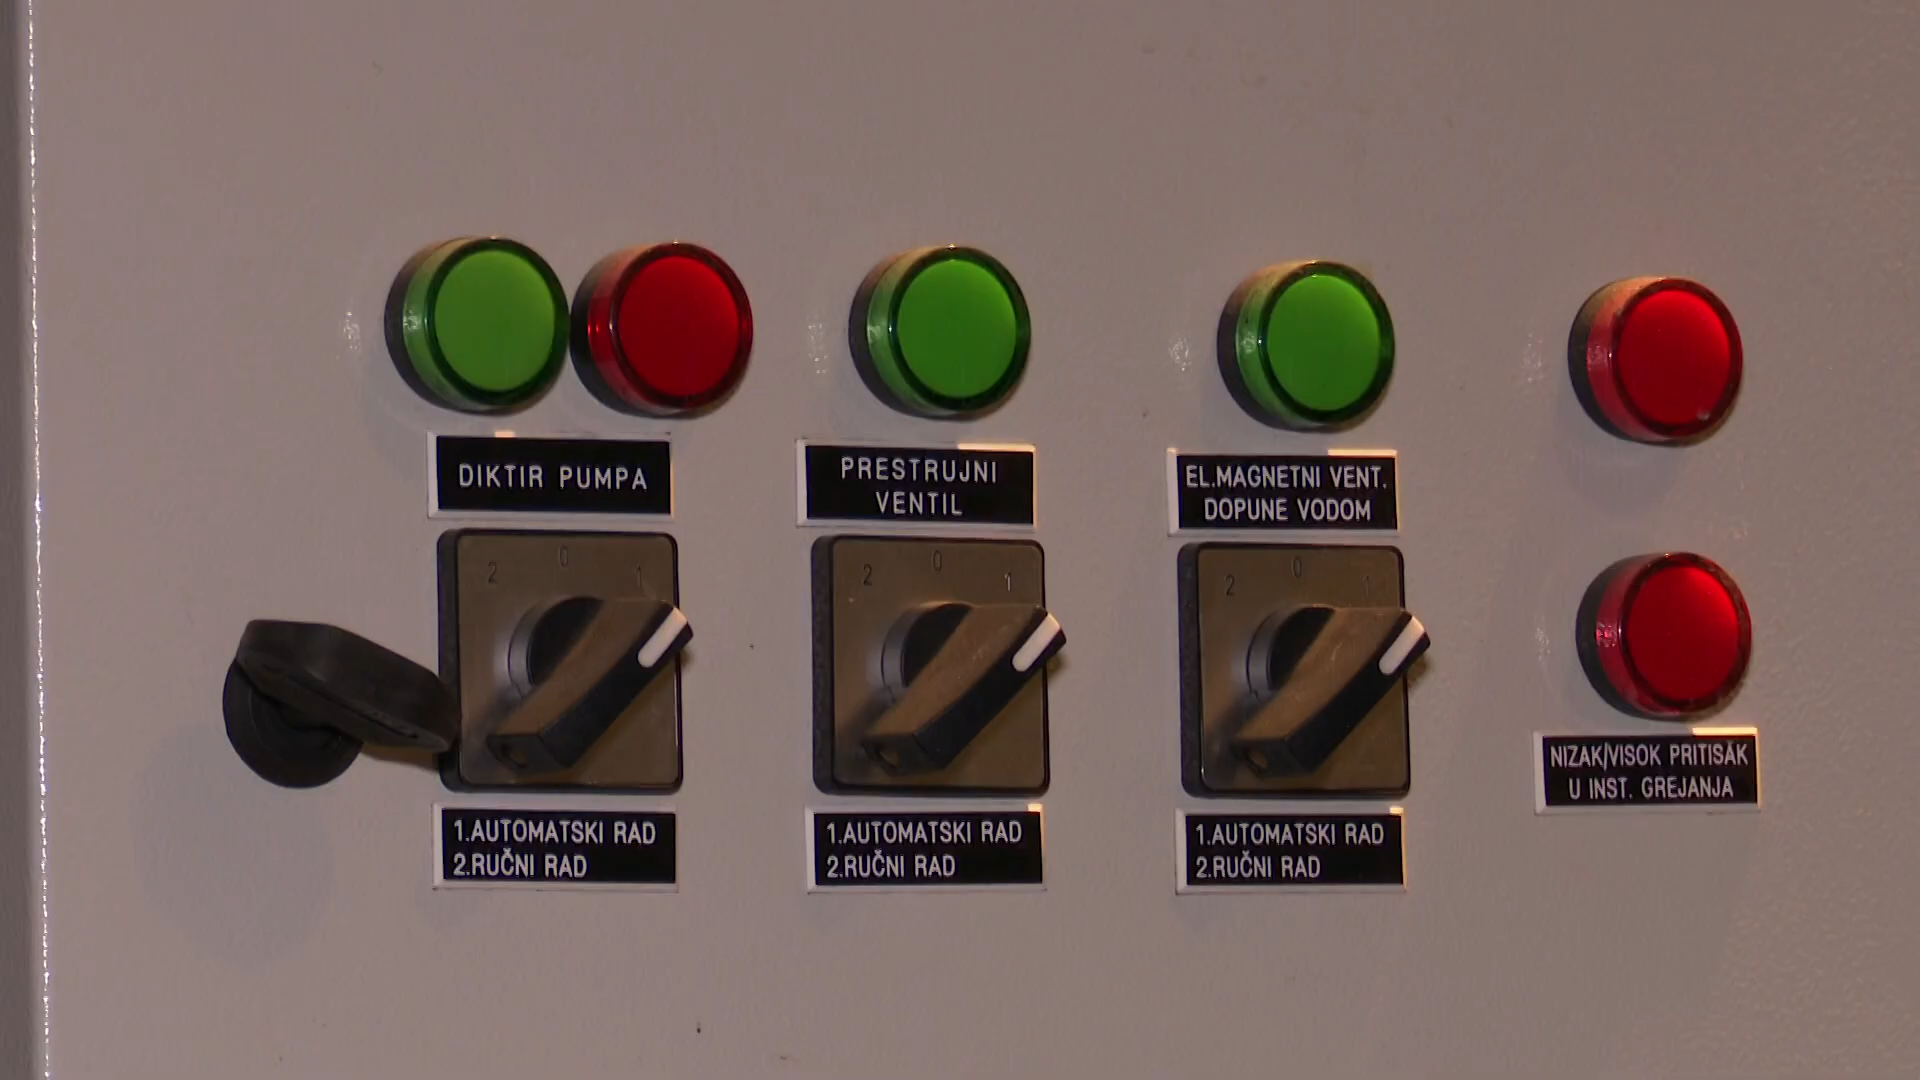 DIKTIR PUMPA
PRESTRUJNI
VENTIL
EL.MAGNETNI VENT.
DOPUNE VODOM
2 0 1
2 0 1
2 0 1
NIZAK/VISOK PRITISAK
U INST. GREJANJA
1.AUTOMATSKI RAD
2.RUČNI RAD
1.AUTOMATSKI RAD
2.RUČNI RAD
1.AUTOMATSKI RAD
2.RUČNI RAD